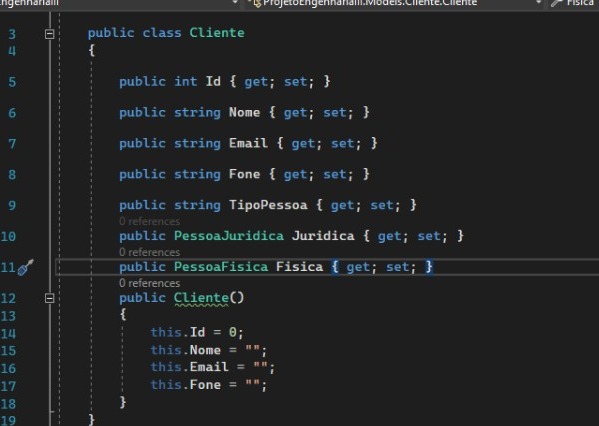 ProjetoEngenhariaII.Models.Cliente.Cliente
Fisica
3 public class Cliente
4 {
5 public int Id { get; set; }
6 public string Nome { get; set; }
7 public string Email { get; set; }
8 public string Fone { get; set; }
9 public string TipoPessoa { get; set; }
0 references
10 public PessoaJuridica Juridica { get; set; }
0 references
11 public PessoaFisica Fisica { get; set; }
0 references
12 public Cliente()
13 {
14 this.Id = 0;
15 this.Nome = "";
16 this.Email = "";
17 this.Fone = "";
18 }
19 }